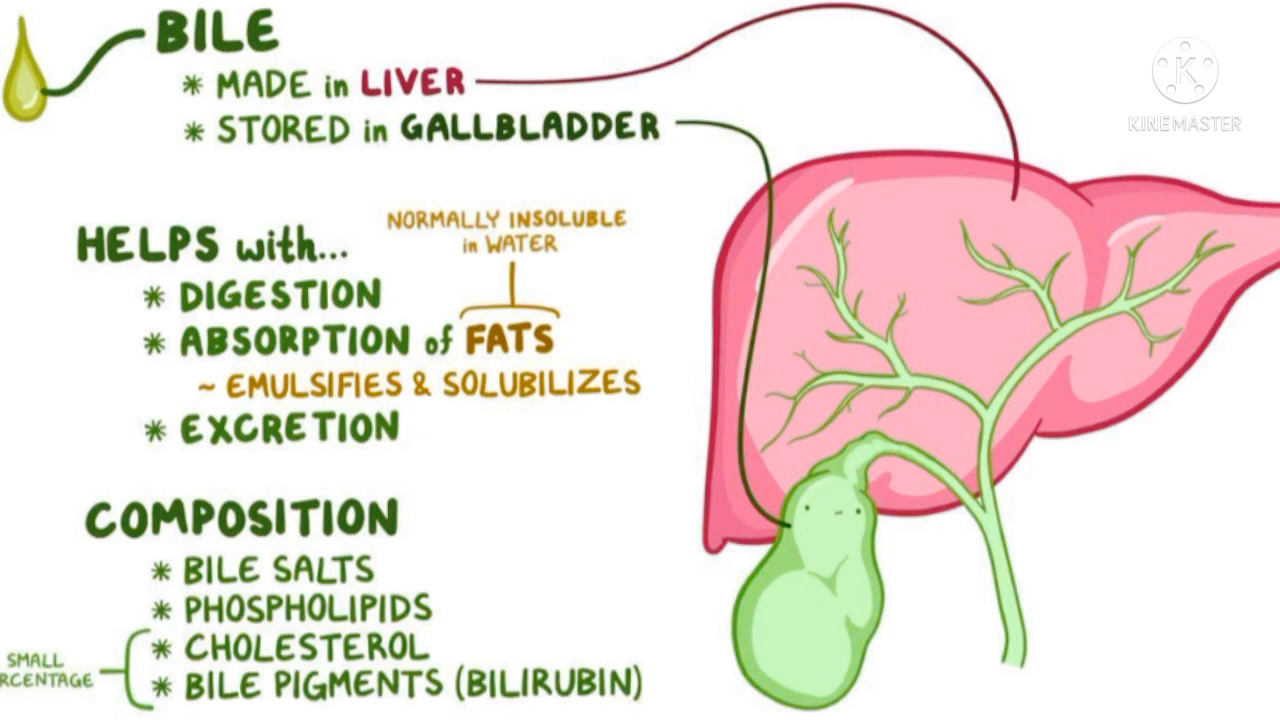 BILE
* MADE in LIVER
* STORED in GALLBLADDER
K
KINEMASTER
HELPS with...
NORMALLY INSOLUBLE
in WATER
* DIGESTION
* ABSORPTION of FATS
~ EMULSIFIES & SOLUBILIZES
* EXCRETION
COMPOSITION
* BILE SALTS
* PHOSPHOLIPIDS
* CHOLESTEROL
* BILE PIGMENTS (BILIRUBIN)
SMALL
RCENTAGE